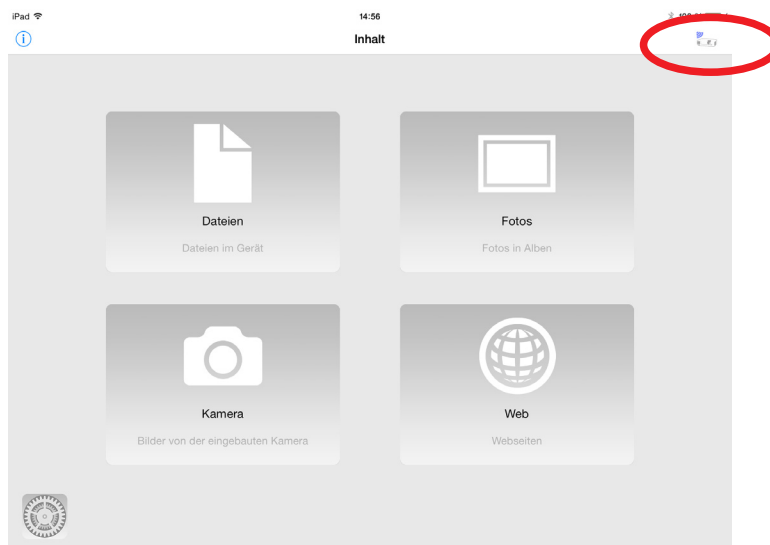 iPad
14:56
Inhalt
Dateien
Dateien im Gerät
Fotos
Fotos in Alben
Kamera
Bilder von der eingebauten Kamera
Web
Webseiten